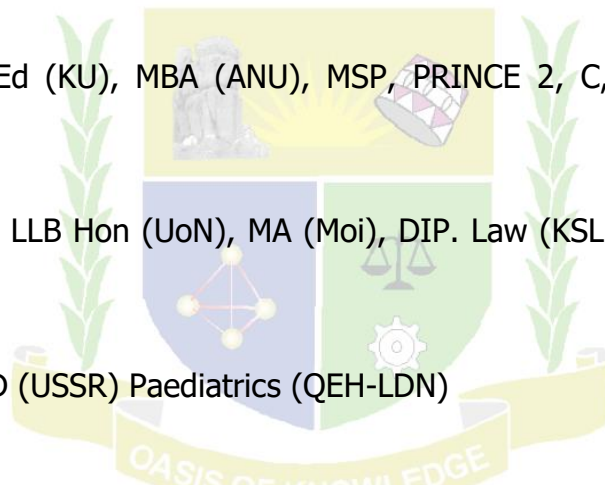 Ed (KU), MBA (ANU), MSP, PRINCE 2, C,
LLB Hon (UoN), MA (Moi), DIP. Law (KSL
(USSR) Paediatrics (QEH-LDN)
OASIS OF KNOWLEDGE